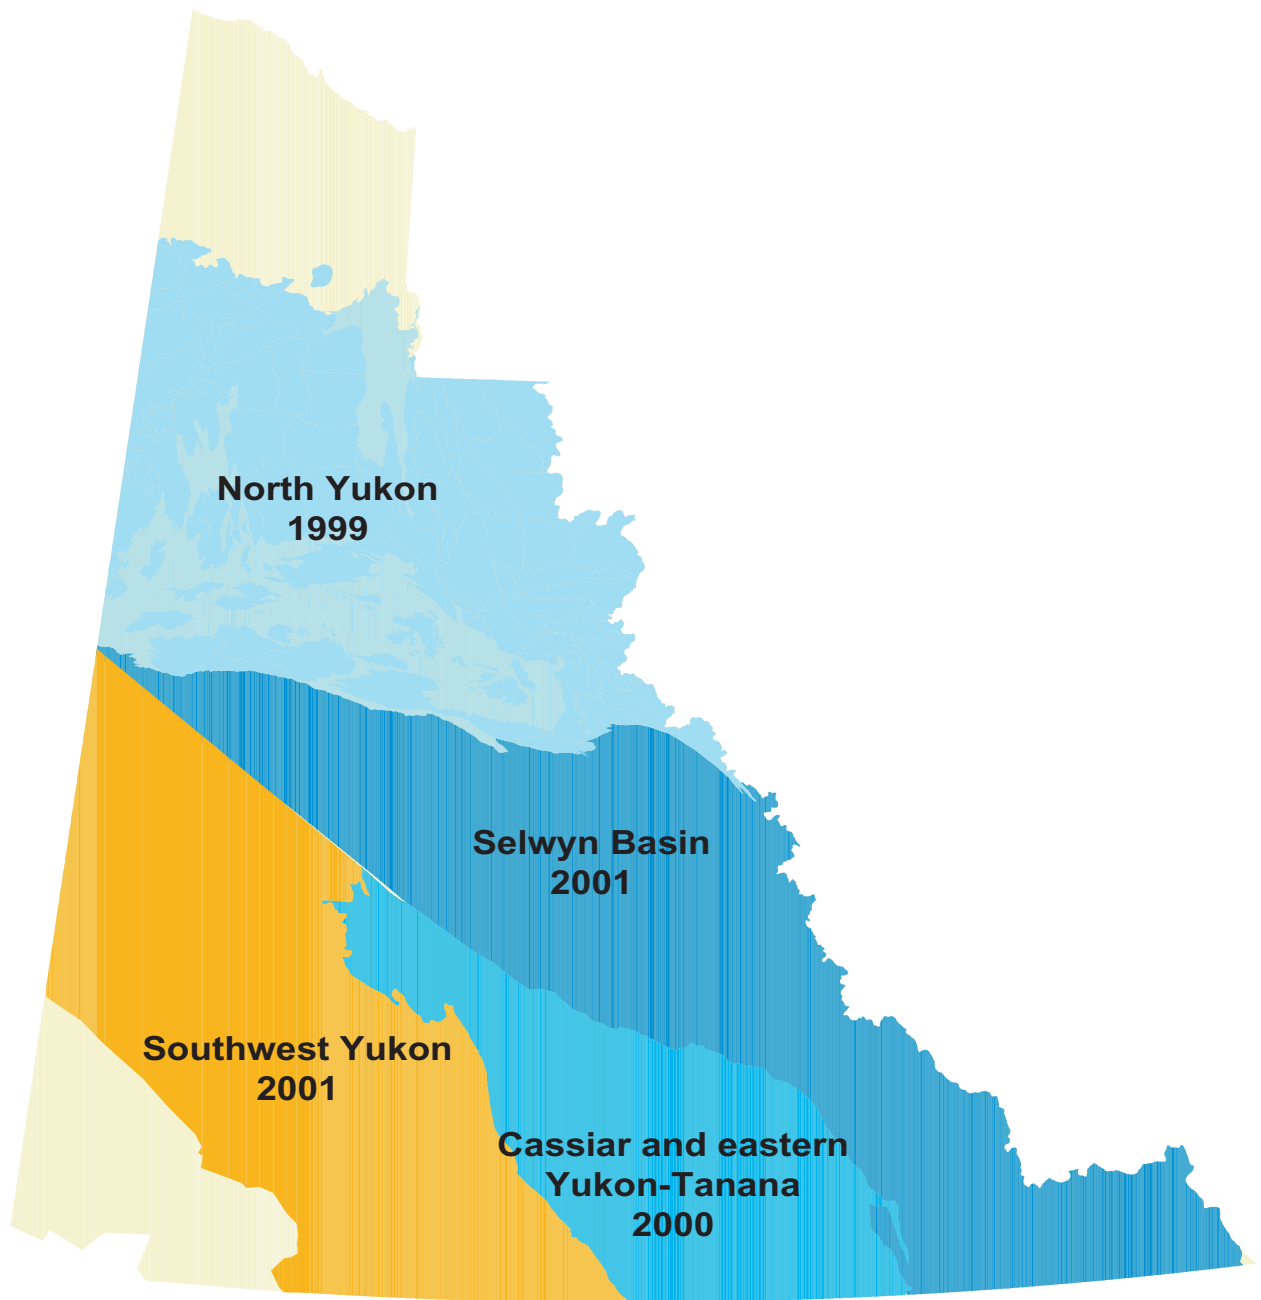 North Yukon
1999
Selwyn Basin
2001
Southwest Yukon
2001
Cassiar and eastern
Yukon-Tanana
2000